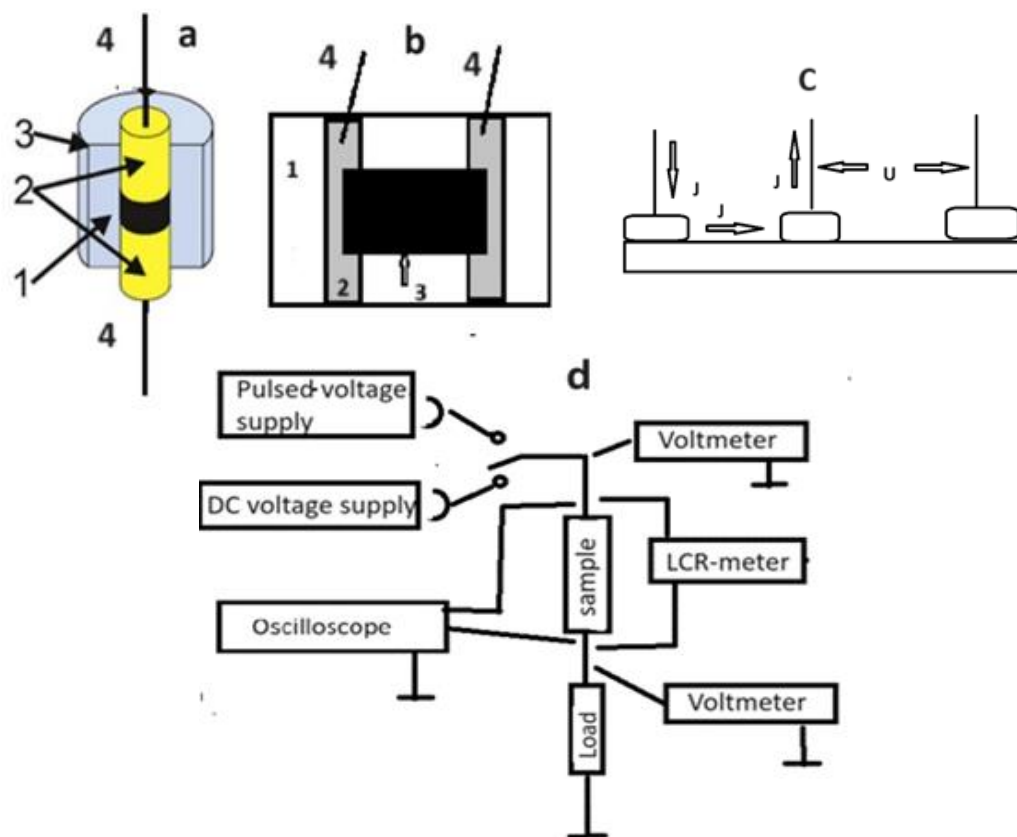 4 a
3
2
1
4
b
4 4
1
2 3
C
J J U
J
d
Pulsed-voltage
supply
Voltmeter
DC voltage supply
sample
LCR-meter
Oscilloscope
Voltmeter
Load